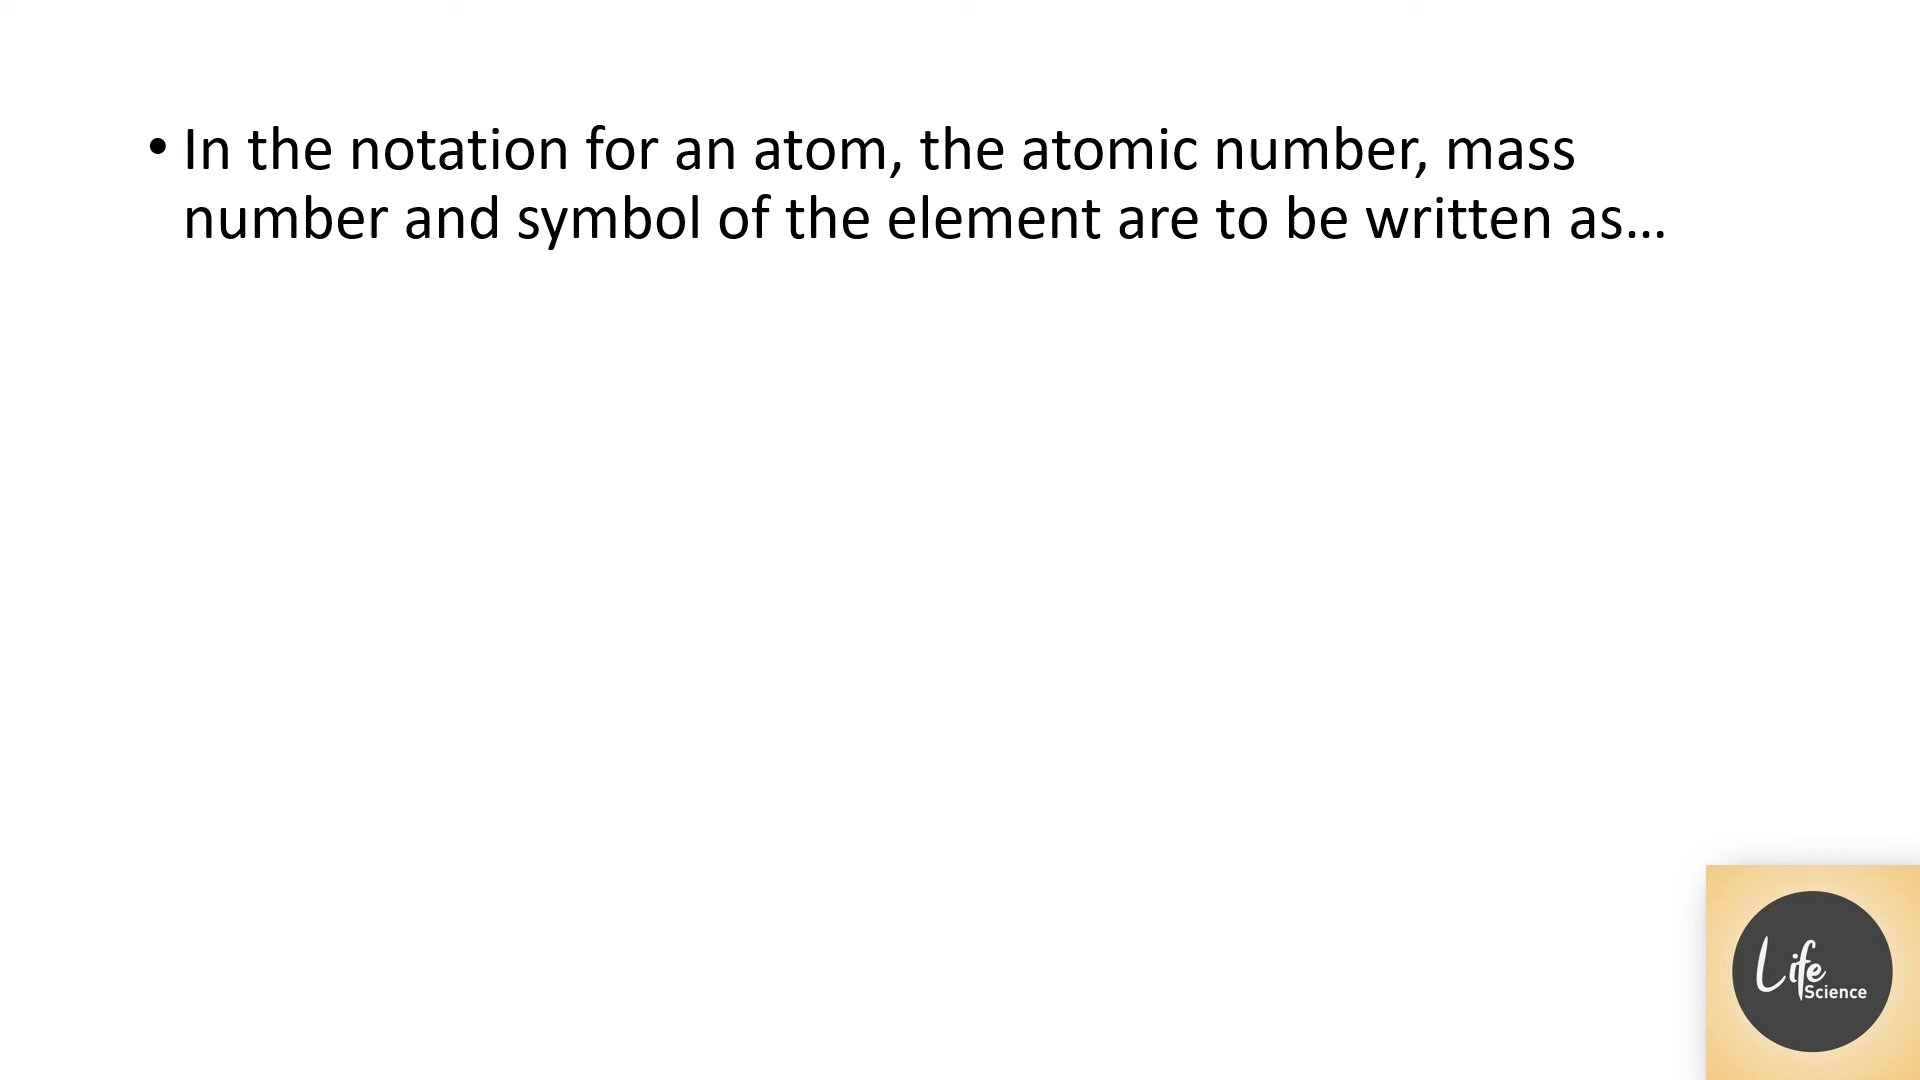 • In the notation for an atom, the atomic number, mass
number and symbol of the element are to be written as...
Life
Science